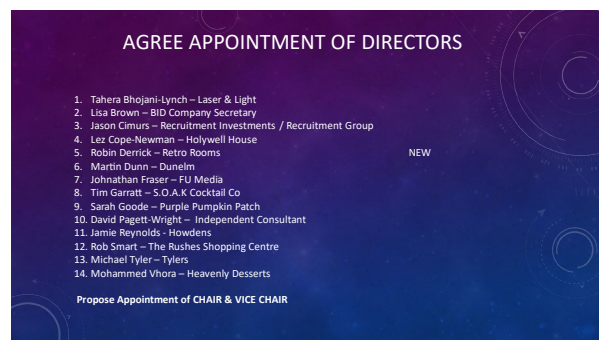 AGREE APPOINTMENT OF DIRECTORS
1. Tahera Bhojani-Lynch – Laser & Light
2. Lisa Brown – BID Company Secretary
3. Jason Cimurs – Recruitment Investments / Recruitment Group
4. Lez Cope-Newman – Holywell House
5. Robin Derrick – Retro Rooms NEW
6. Martin Dunn – Dunelm
7. Johnathan Fraser – FU Media
8. Tim Garratt – S.O.A.K Cocktail Co
9. Sarah Goode – Purple Pumpkin Patch
10. David Pagett-Wright – Independent Consultant
11. Jamie Reynolds - Howdens
12. Rob Smart – The Rushes Shopping Centre
13. Michael Tyler – Tylers
14. Mohammed Vhora – Heavenly Desserts
Propose Appointment of CHAIR & VICE CHAIR